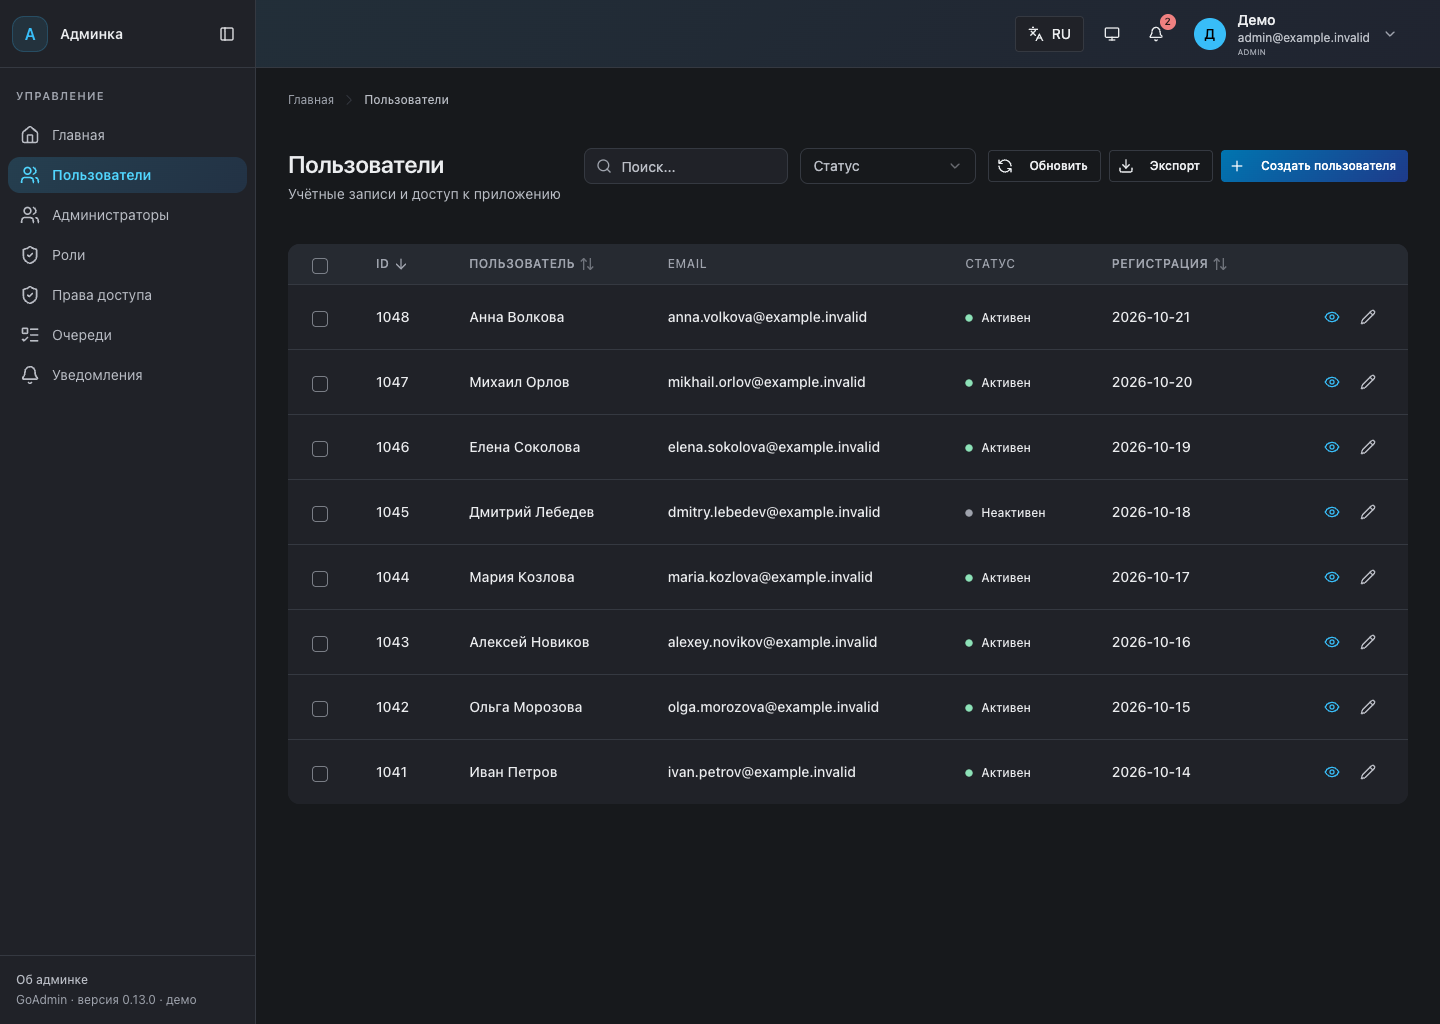 A
Админка
RU
2
Д
Демо
admin@example.invalid
ADMIN
УПРАВЛЕНИЕ
Главная
Пользователи
Администраторы
Роли
Права доступа
Очереди
Уведомления
Об админке
GoAdmin · версия 0.13.0 · демо
Главная
Пользователи
Пользователи
Учётные записи и доступ к приложению
Поиск...
Статус
Обновить
Экспорт
Создать пользователя
ID ПОЛЬЗОВАТЕЛЬ EMAIL СТАТУС РЕГИСТРАЦИЯ
1048 Анна Волкова anna.volkova@example.invalid Активен 2026-10-21
1047 Михаил Орлов mikhail.orlov@example.invalid Активен 2026-10-20
1046 Елена Соколова elena.sokolova@example.invalid Активен 2026-10-19
1045 Дмитрий Лебедев dmitry.lebedev@example.invalid Неактивен 2026-10-18
1044 Мария Козлова maria.kozlova@example.invalid Активен 2026-10-17
1043 Алексей Новиков alexey.novikov@example.invalid Активен 2026-10-16
1042 Ольга Морозова olga.morozova@example.invalid Активен 2026-10-15
1041 Иван Петров ivan.petrov@example.invalid Активен 2026-10-14